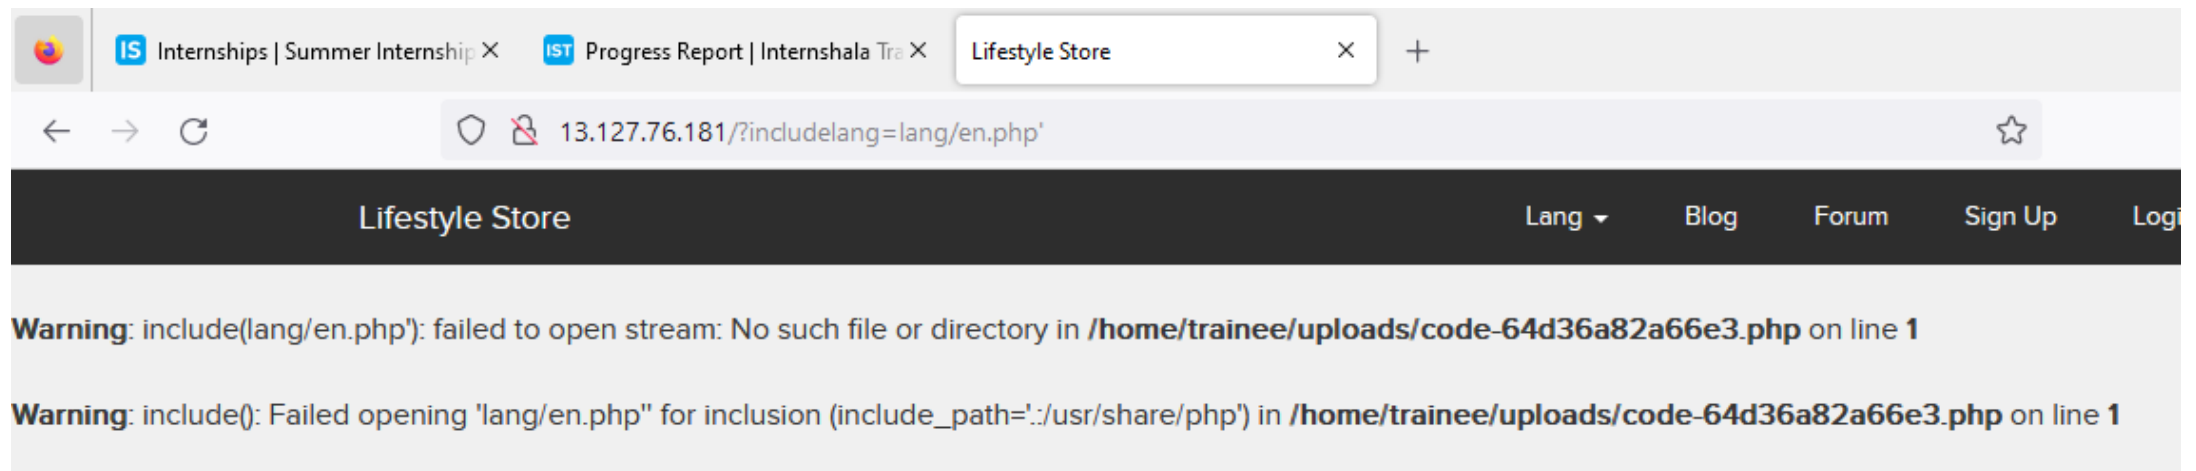 IS Internships | Summer Internship IST Progress Report | Internshala Tra Lifestyle Store
13.127.76.181/?includelang=lang/en.php'
Lifestyle Store Lang Blog Forum Sign Up Logi
Warning: include(lang/en.php'): failed to open stream: No such file or directory in /home/trainee/uploads/code-64d36a82a66e3.php on line 1
Warning: include(): Failed opening 'lang/en.php'' for inclusion (include_path='.:/usr/share/php') in /home/trainee/uploads/code-64d36a82a66e3.php on line 1